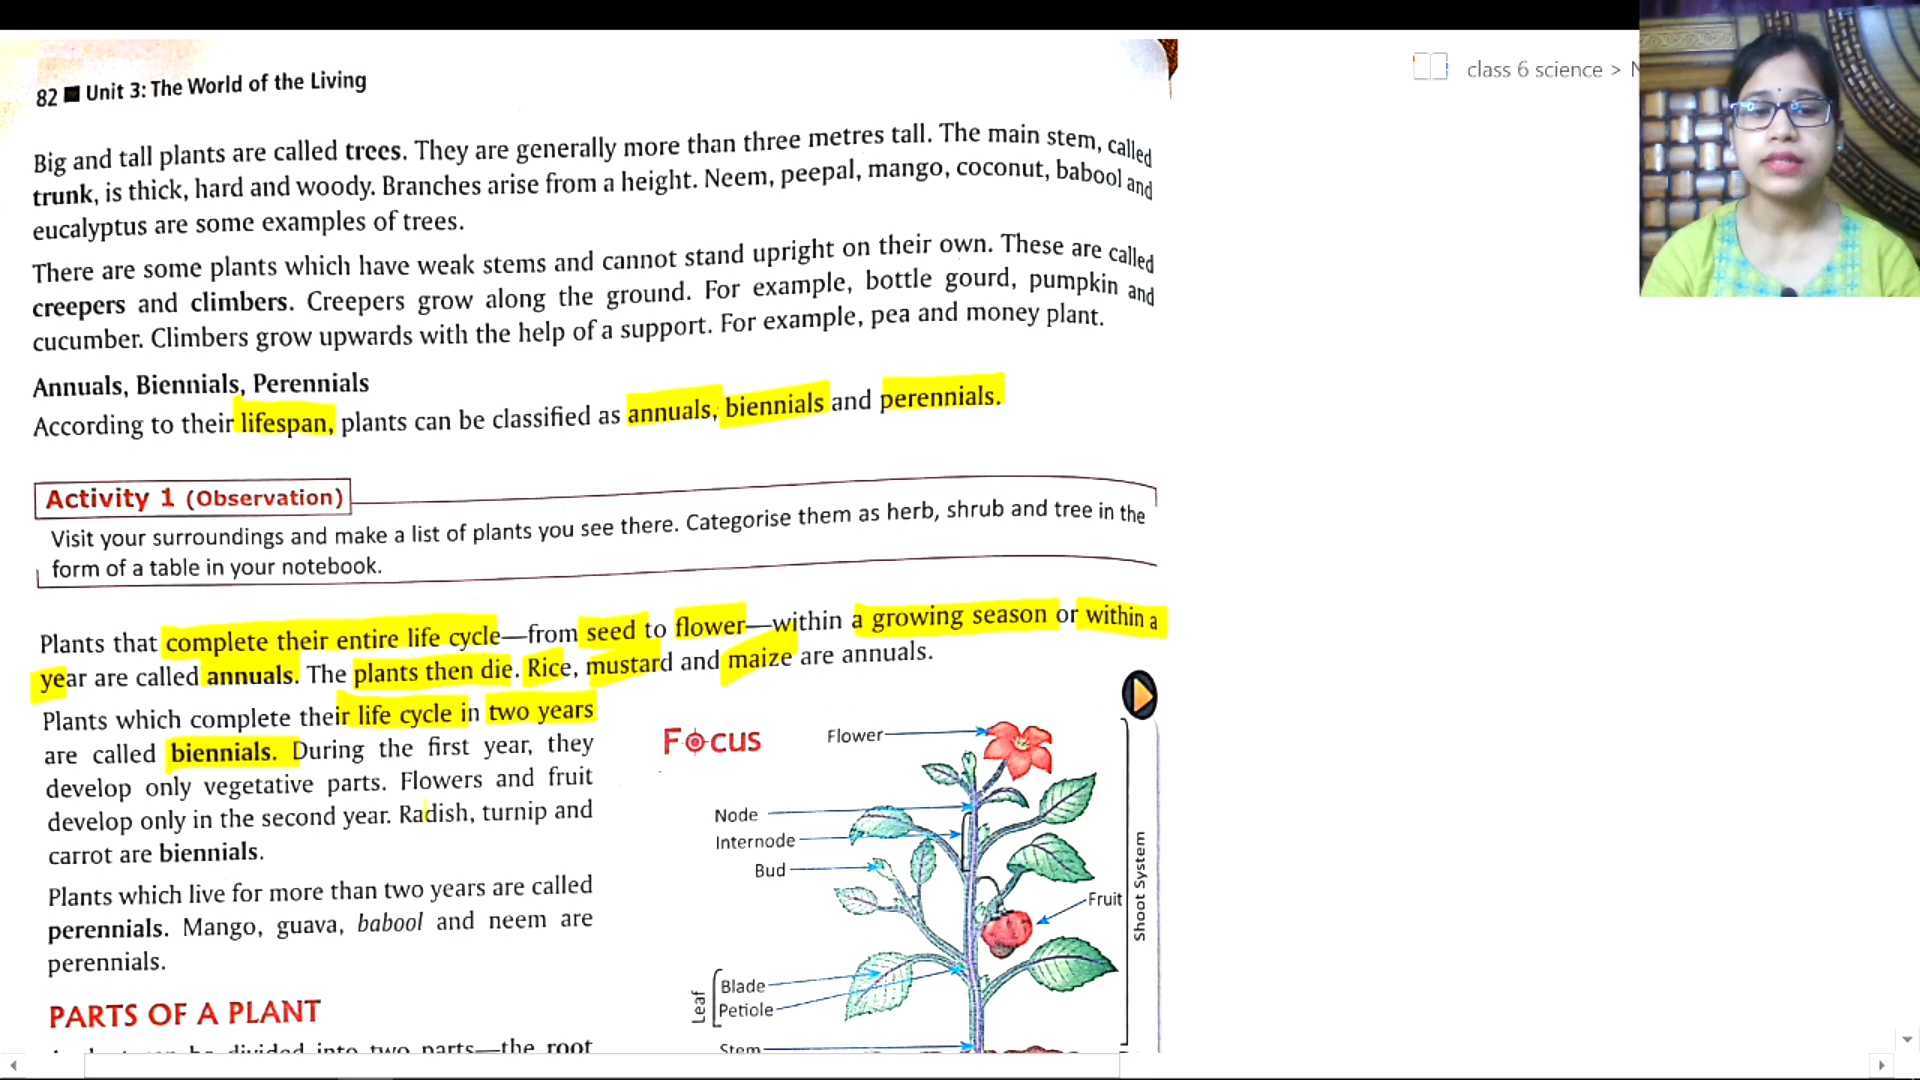 82 ■ Unit 3: The World of the Living
class 6 science >
Big and tall plants are called trees. They are generally more than three metres tall. The main stem, called
trunk, is thick, hard and woody. Branches arise from a height. Neem, peepal, mango, coconut, babool and
eucalyptus are some examples of trees.
There are some plants which have weak stems and cannot stand upright on their own. These are called
creepers and climbers. Creepers grow along the ground. For example, bottle gourd, pumpkin and
cucumber. Climbers grow upwards with the help of a support. For example, pea and money plant.
Annuals, Biennials, Perennials
According to their lifespan, plants can be classified as annuals, biennials and perennials.
Activity 1 (Observation)
Visit your surroundings and make a list of plants you see there. Categorise them as herb, shrub and tree in the
form of a table in your notebook.
Plants that complete their entire life cycle—from seed to flower—within a growing season or within a
year are called annuals. The plants then die. Rice, mustard and maize are annuals.
Plants which complete their life cycle in two years
are called biennials. During the first year, they
develop only vegetative parts. Flowers and fruit
develop only in the second year. Radish, turnip and
carrot are biennials.
Plants which live for more than two years are called
perennials. Mango, guava, babool and neem are
perennials.
PARTS OF A PLANT
into two parts—the root
Focus
Flower
Node
Internode
Bud
Fruit
Shoot System
Leaf
Blade
Petiole
Stem